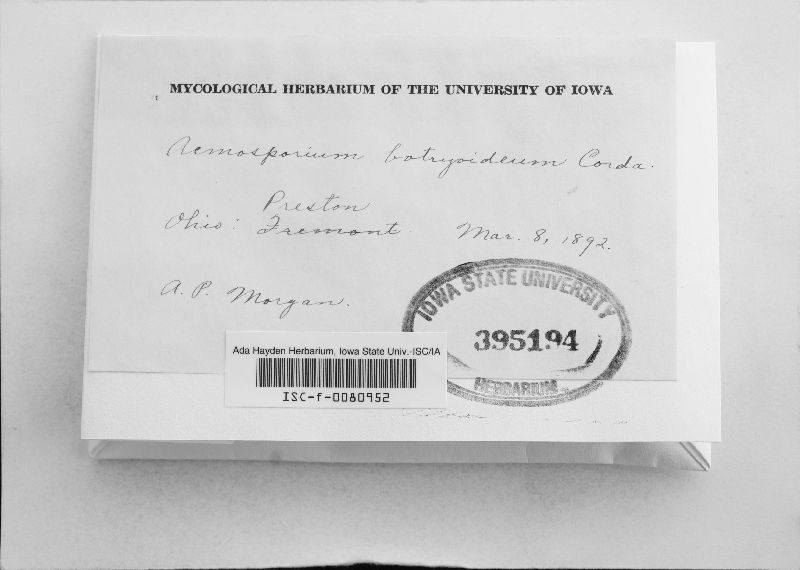 MYCOLOGICAL HERBARIUM OF THE UNIVERSITY OF IOWA
Acmosporium botryoideum Corda.
Preston
Ohio: Fremont.
Mar. 8, 1892.
A. P. Morgan.
IOWA STATE UNIVERSITY
395194
HERBARIUM
Ada Hayden Herbarium, Iowa State Univ.-ISC/IA
ISC-f-0080952